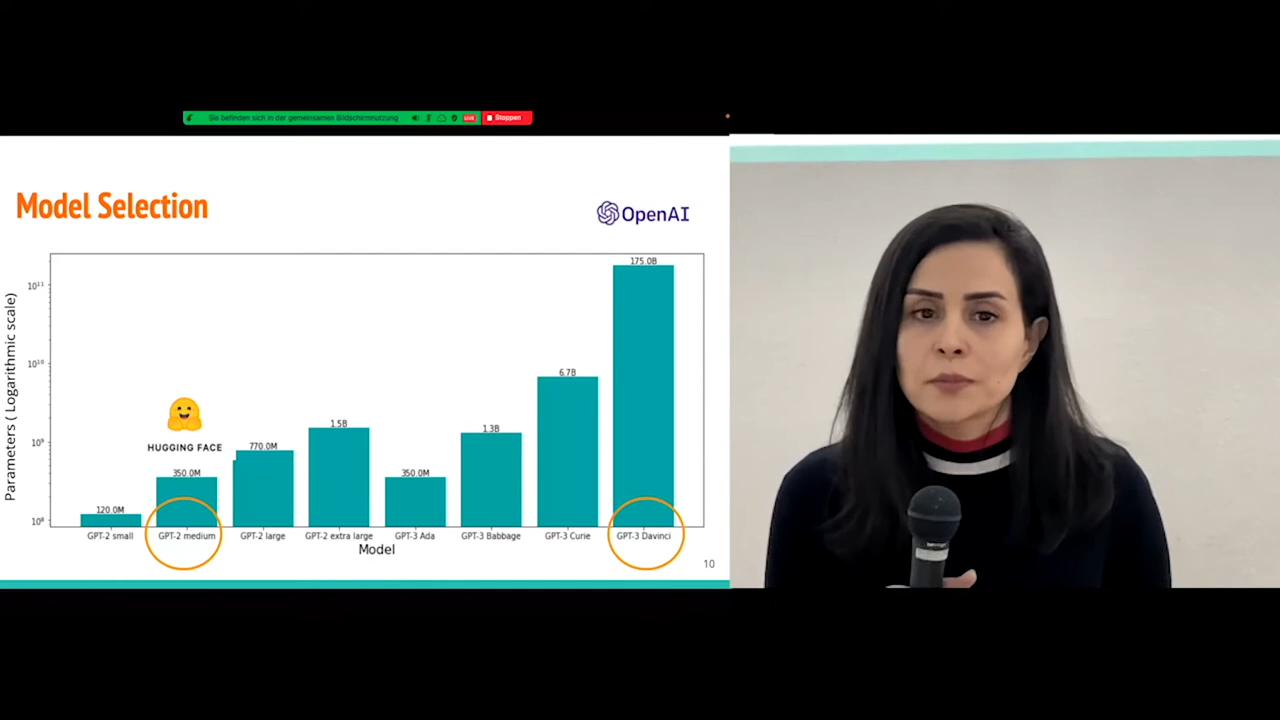 Sie befinden sich in der gemeinsamen Bildschirmnutzung
LIVE
Stoppen
Model Selection
OpenAI
Parameters ( Logarithmic scale)
10¹¹
10¹⁰
10⁹
10⁸
HUGGING FACE
120.0M
350.0M
770.0M
1.5B
350.0M
1.3B
6.7B
175.0B
GPT-2 small
GPT-2 medium
GPT-2 large
GPT-2 extra large
GPT-3 Ada
GPT-3 Babbage
GPT-3 Curie
GPT-3 Davinci
Model
10